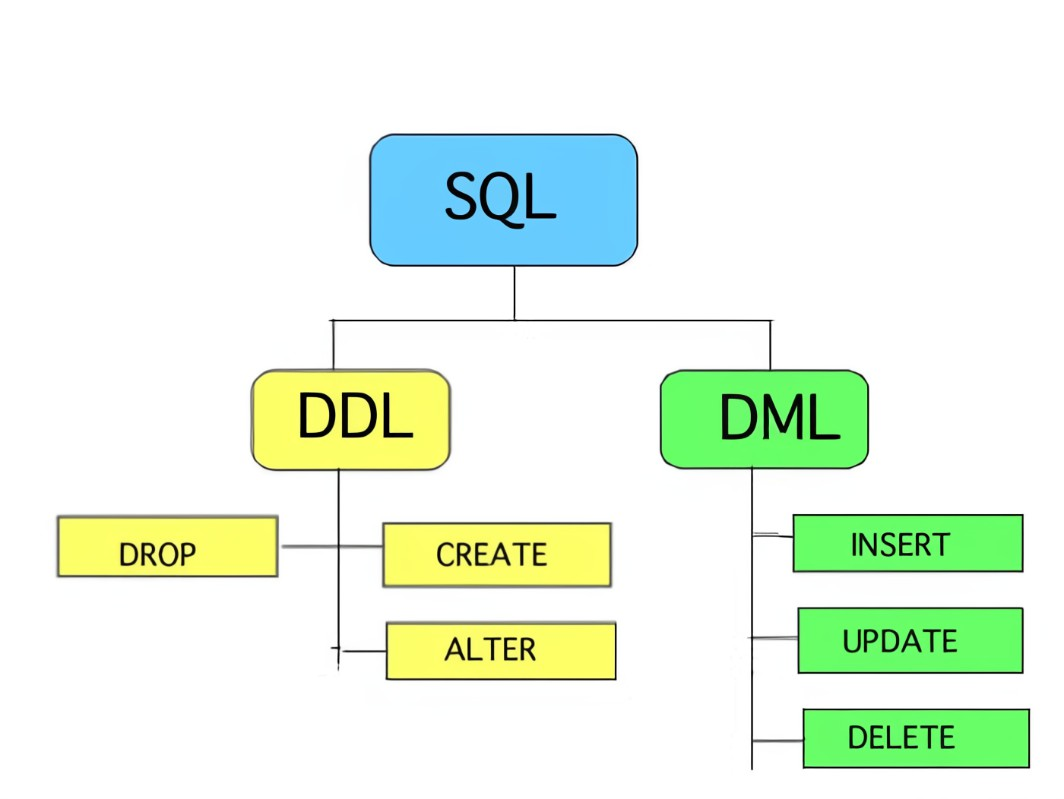 SQL
DDL
DML
DROP
CREATE
INSERT
ALTER
UPDATE
DELETE